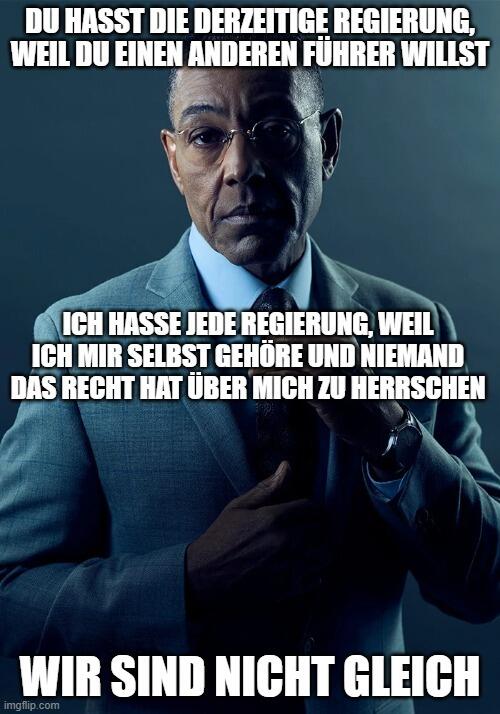 DU HASST DIE DERZEITIGE REGIERUNG,
WEIL DU EINEN ANDEREN FÜHRER WILLST
ICH HASSE JEDE REGIERUNG, WEIL
ICH MIR SELBST GEHÖRE UND NIEMAND
DAS RECHT HAT ÜBER MICH ZU HERRSCHEN
WIR SIND NICHT GLEICH
imgflip.com